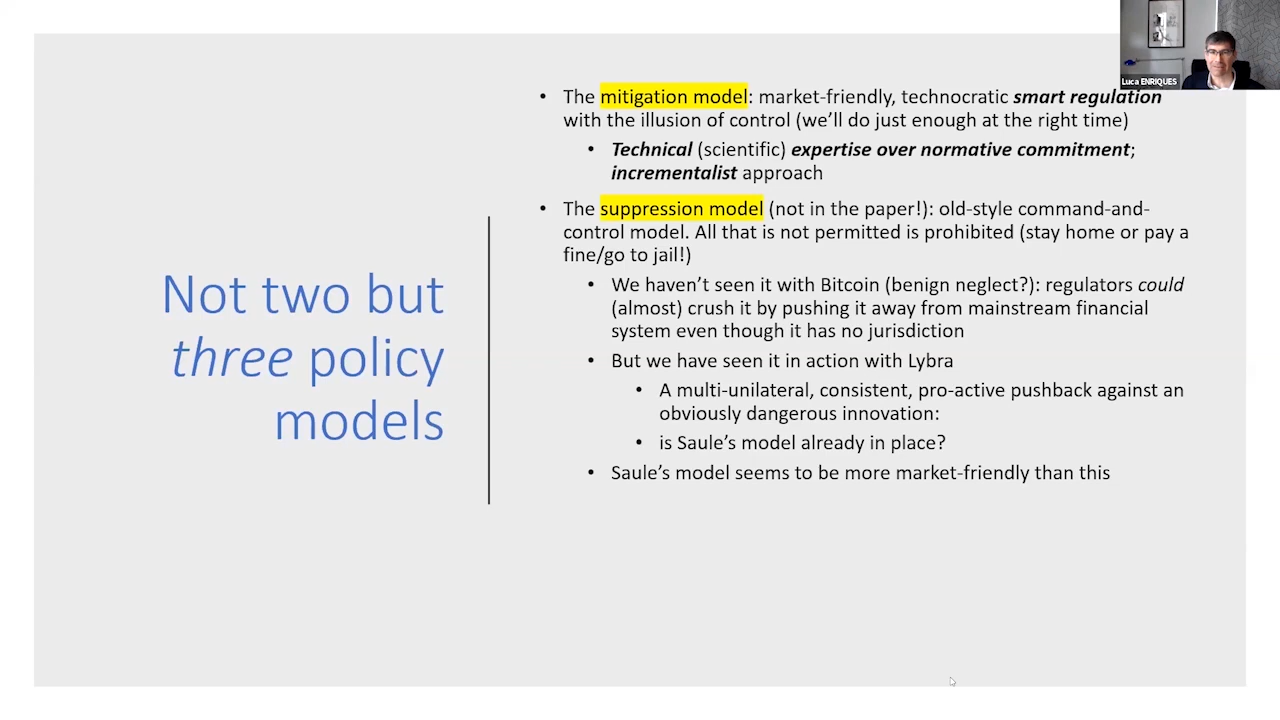 Luca ENRIQUES
Not two but
three policy
models
• The mitigation model: market-friendly, technocratic smart regulation
with the illusion of control (we’ll do just enough at the right time)
• Technical (scientific) expertise over normative commitment;
incrementalist approach
• The suppression model (not in the paper!): old-style command-and-
control model. All that is not permitted is prohibited (stay home or pay a
fine/go to jail!)
• We haven’t seen it with Bitcoin (benign neglect?): regulators could
(almost) crush it by pushing it away from mainstream financial
system even though it has no jurisdiction
• But we have seen it in action with Lybra
• A multi-unilateral, consistent, pro-active pushback against an
obviously dangerous innovation:
• is Saule’s model already in place?
• Saule’s model seems to be more market-friendly than this